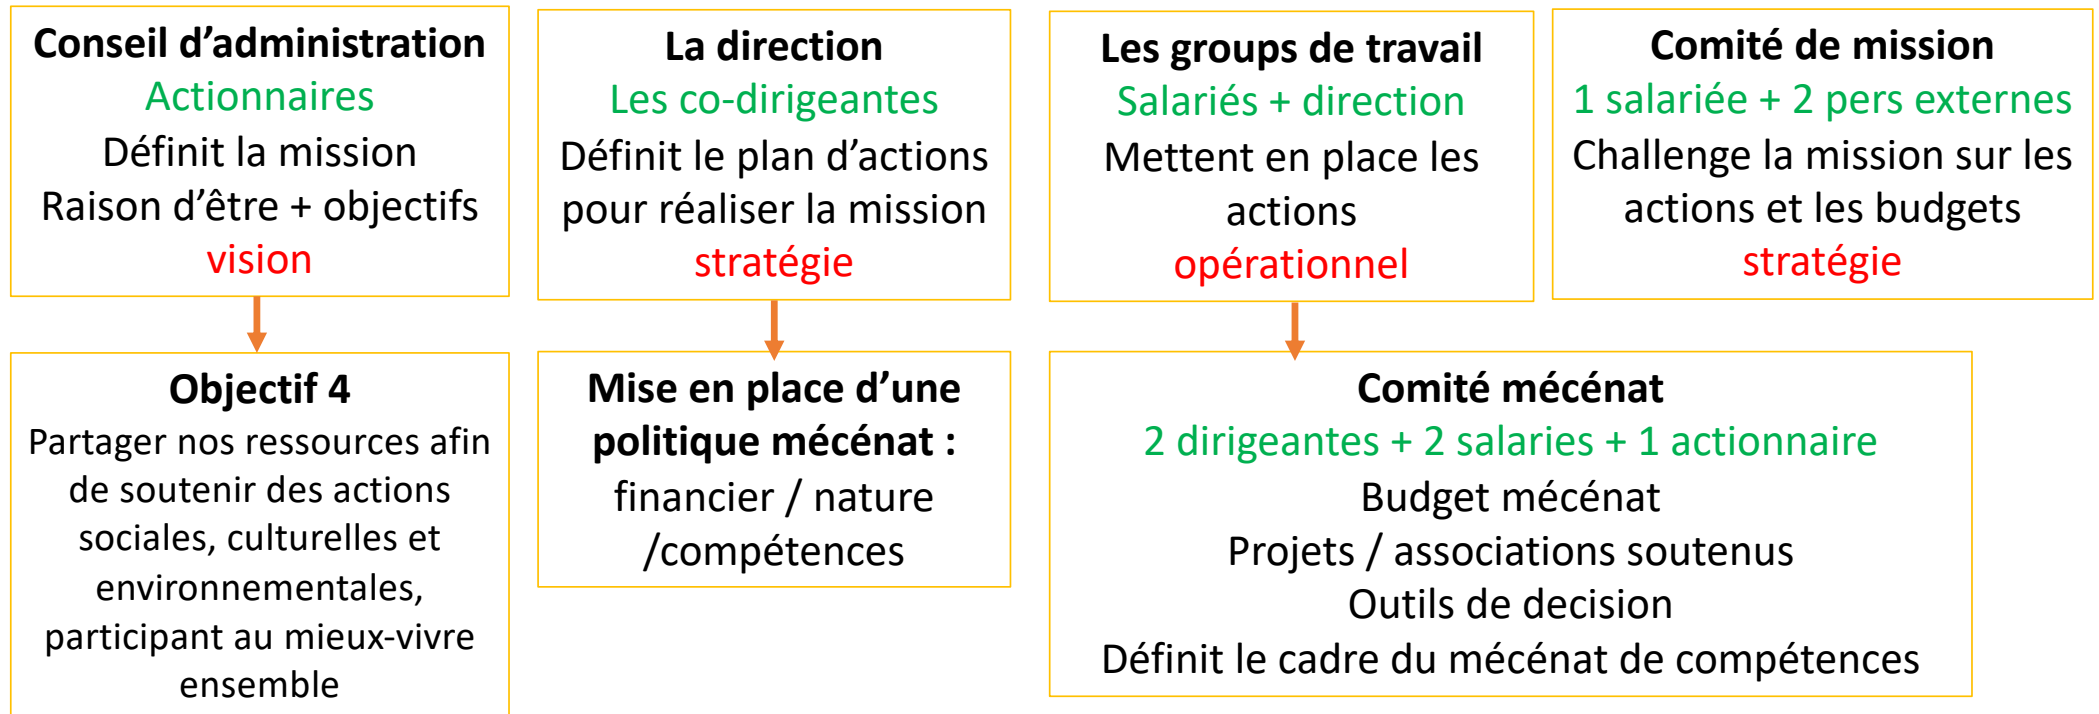 Conseil d’administration
Actionnaires
Définit la mission
Raison d’être + objectifs
vision
La direction
Les co-dirigeantes
Définit le plan d’actions
pour réaliser la mission
stratégie
Les groups de travail
Salariés + direction
Mettent en place les
actions
opérationnel
Comité de mission
1 salariée + 2 pers externes
Challenge la mission sur les
actions et les budgets
stratégie
Objectif 4
Partager nos ressources afin
de soutenir des actions
sociales, culturelles et
environnementales,
participant au mieux-vivre
ensemble
Mise en place d’une
politique mécénat :
financier / nature
/compétences
Comité mécénat
2 dirigeantes + 2 salaries + 1 actionnaire
Budget mécénat
Projets / associations soutenus
Outils de decision
Définit le cadre du mécénat de compétences